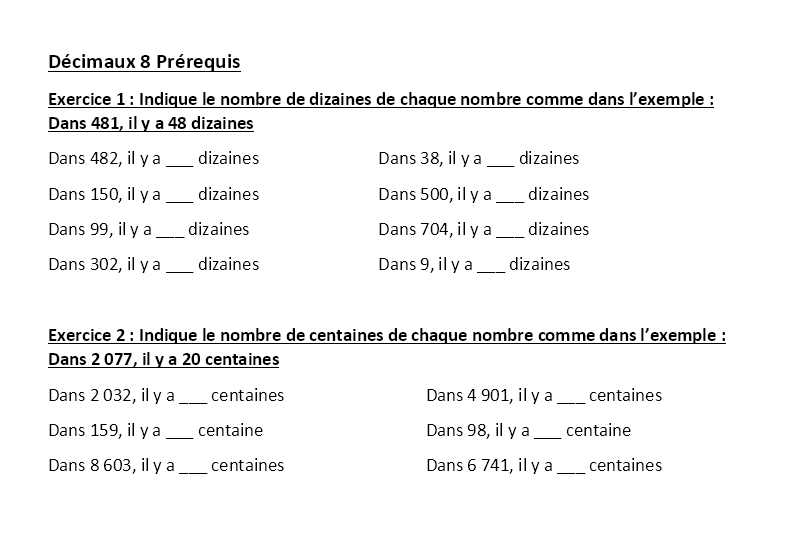 Décimaux 8 Prérequis
Exercice 1 : Indique le nombre de dizaines de chaque nombre comme dans l’exemple :
Dans 481, il y a 48 dizaines
Dans 482, il y a ___ dizaines
Dans 38, il y a ___ dizaines
Dans 150, il y a ___ dizaines
Dans 500, il y a ___ dizaines
Dans 99, il y a ___ dizaines
Dans 704, il y a ___ dizaines
Dans 302, il y a ___ dizaines
Dans 9, il y a ___ dizaines
Exercice 2 : Indique le nombre de centaines de chaque nombre comme dans l’exemple :
Dans 2 077, il y a 20 centaines
Dans 2 032, il y a ___ centaines
Dans 4 901, il y a ___ centaines
Dans 159, il y a ___ centaine
Dans 98, il y a ___ centaine
Dans 8 603, il y a ___ centaines
Dans 6 741, il y a ___ centaines